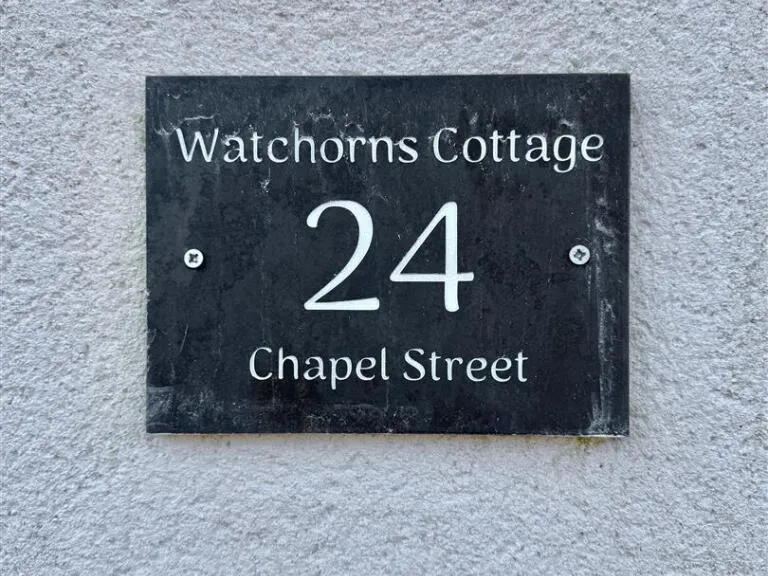 Watchorns Cottage
24
Chapel Street